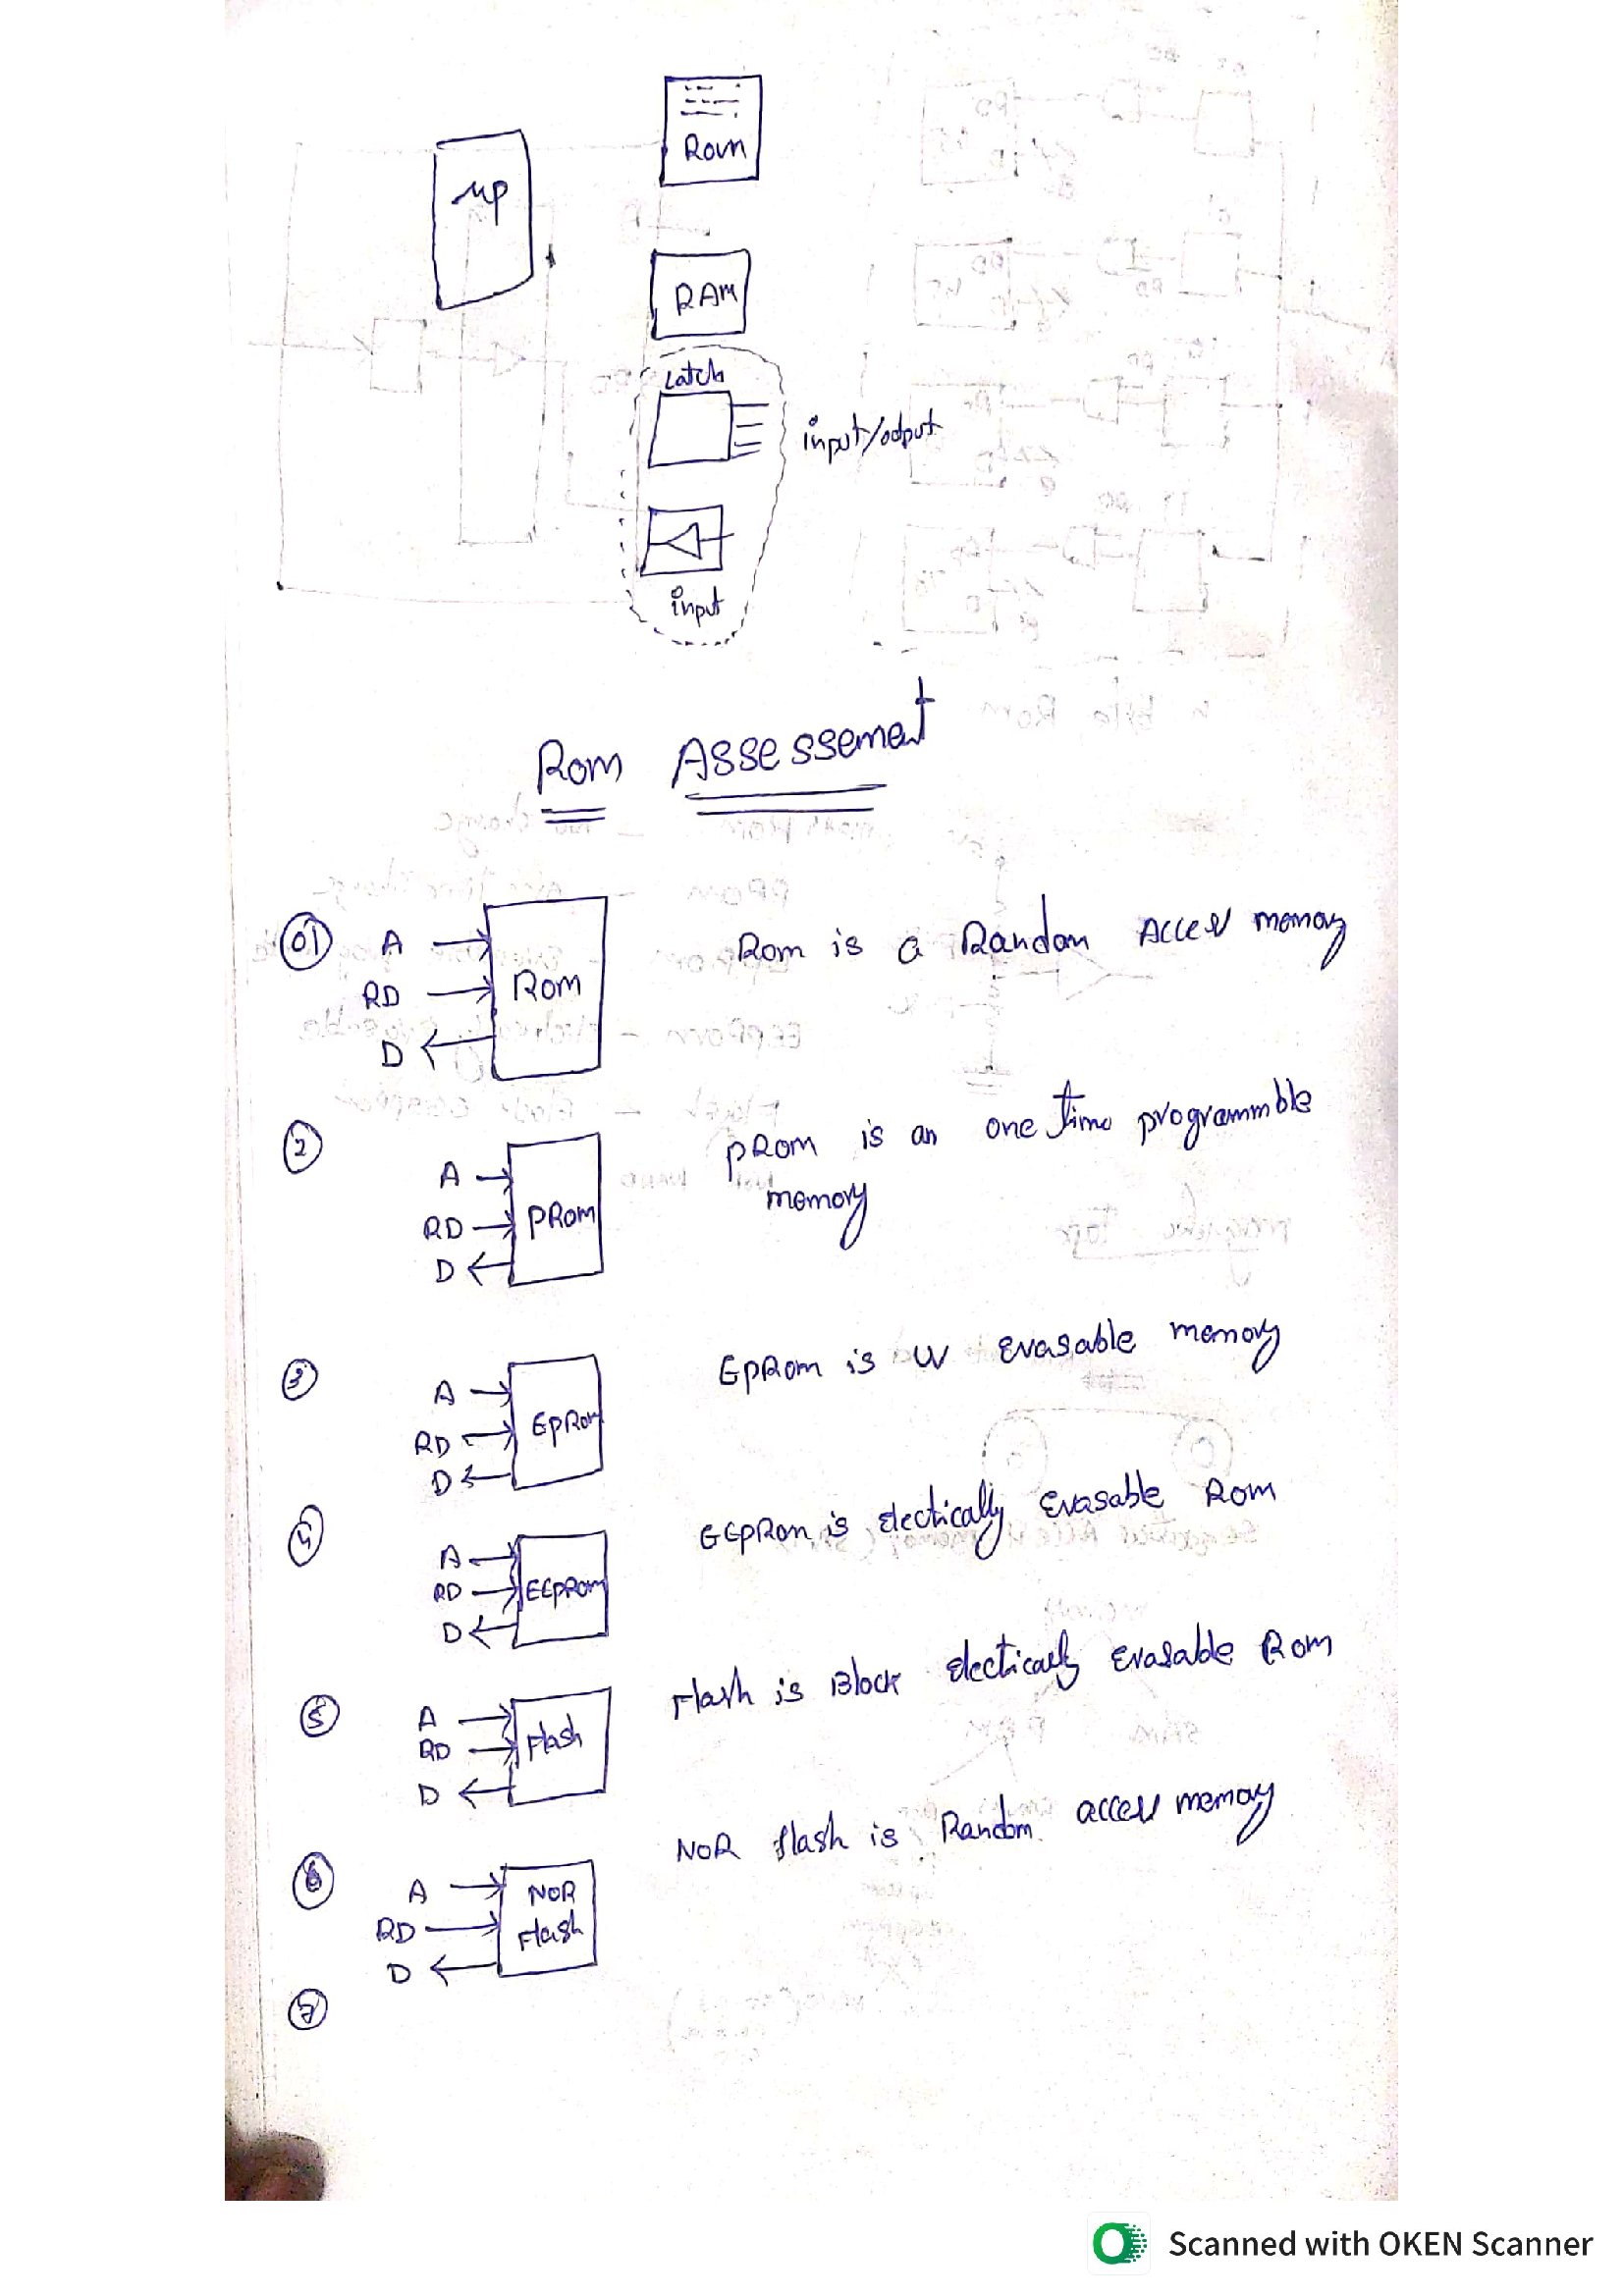 Rom
μp
RAM
Latch
input/output
input
Rom Assessement
01 A RD D Rom
Rom is a Random Access memory
2 A RD D PRom
PRom is an one Time programmble
memory
3 A RD D EpRom
EpRom is UV Erasable memory
4 A RD D EEpRom
EEpRom is electically Erasable Rom
5 A RD D Flash
Flash is Block electically Erasable Rom
6 A RD D NOR Flash
NOR flash is Random access memory
7
Scanned with OKEN Scanner